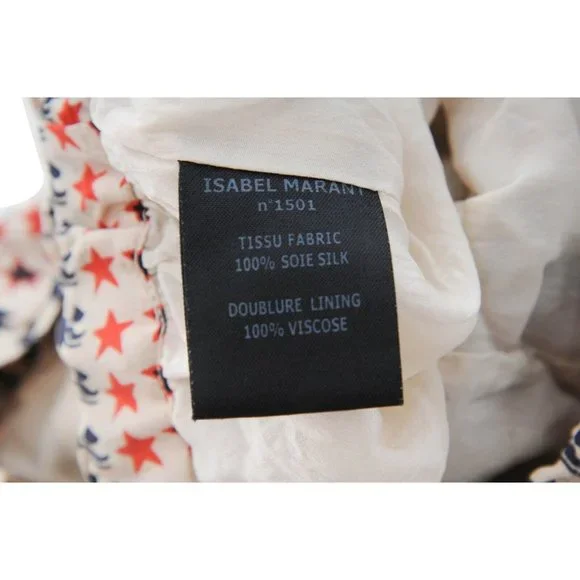 ISABEL MARANT
n°1501
TISSU FABRIC
100% SOIE SILK
DOUBLURE LINING
100% VISCOSE